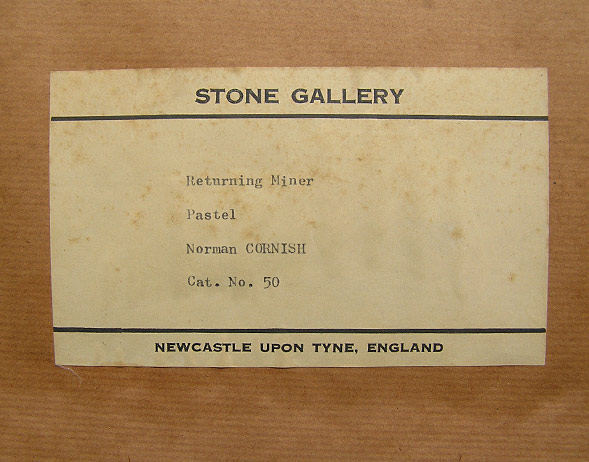 STONE GALLERY
Returning Miner
Pastel
Norman CORNISH
Cat. No. 50
NEWCASTLE UPON TYNE, ENGLAND